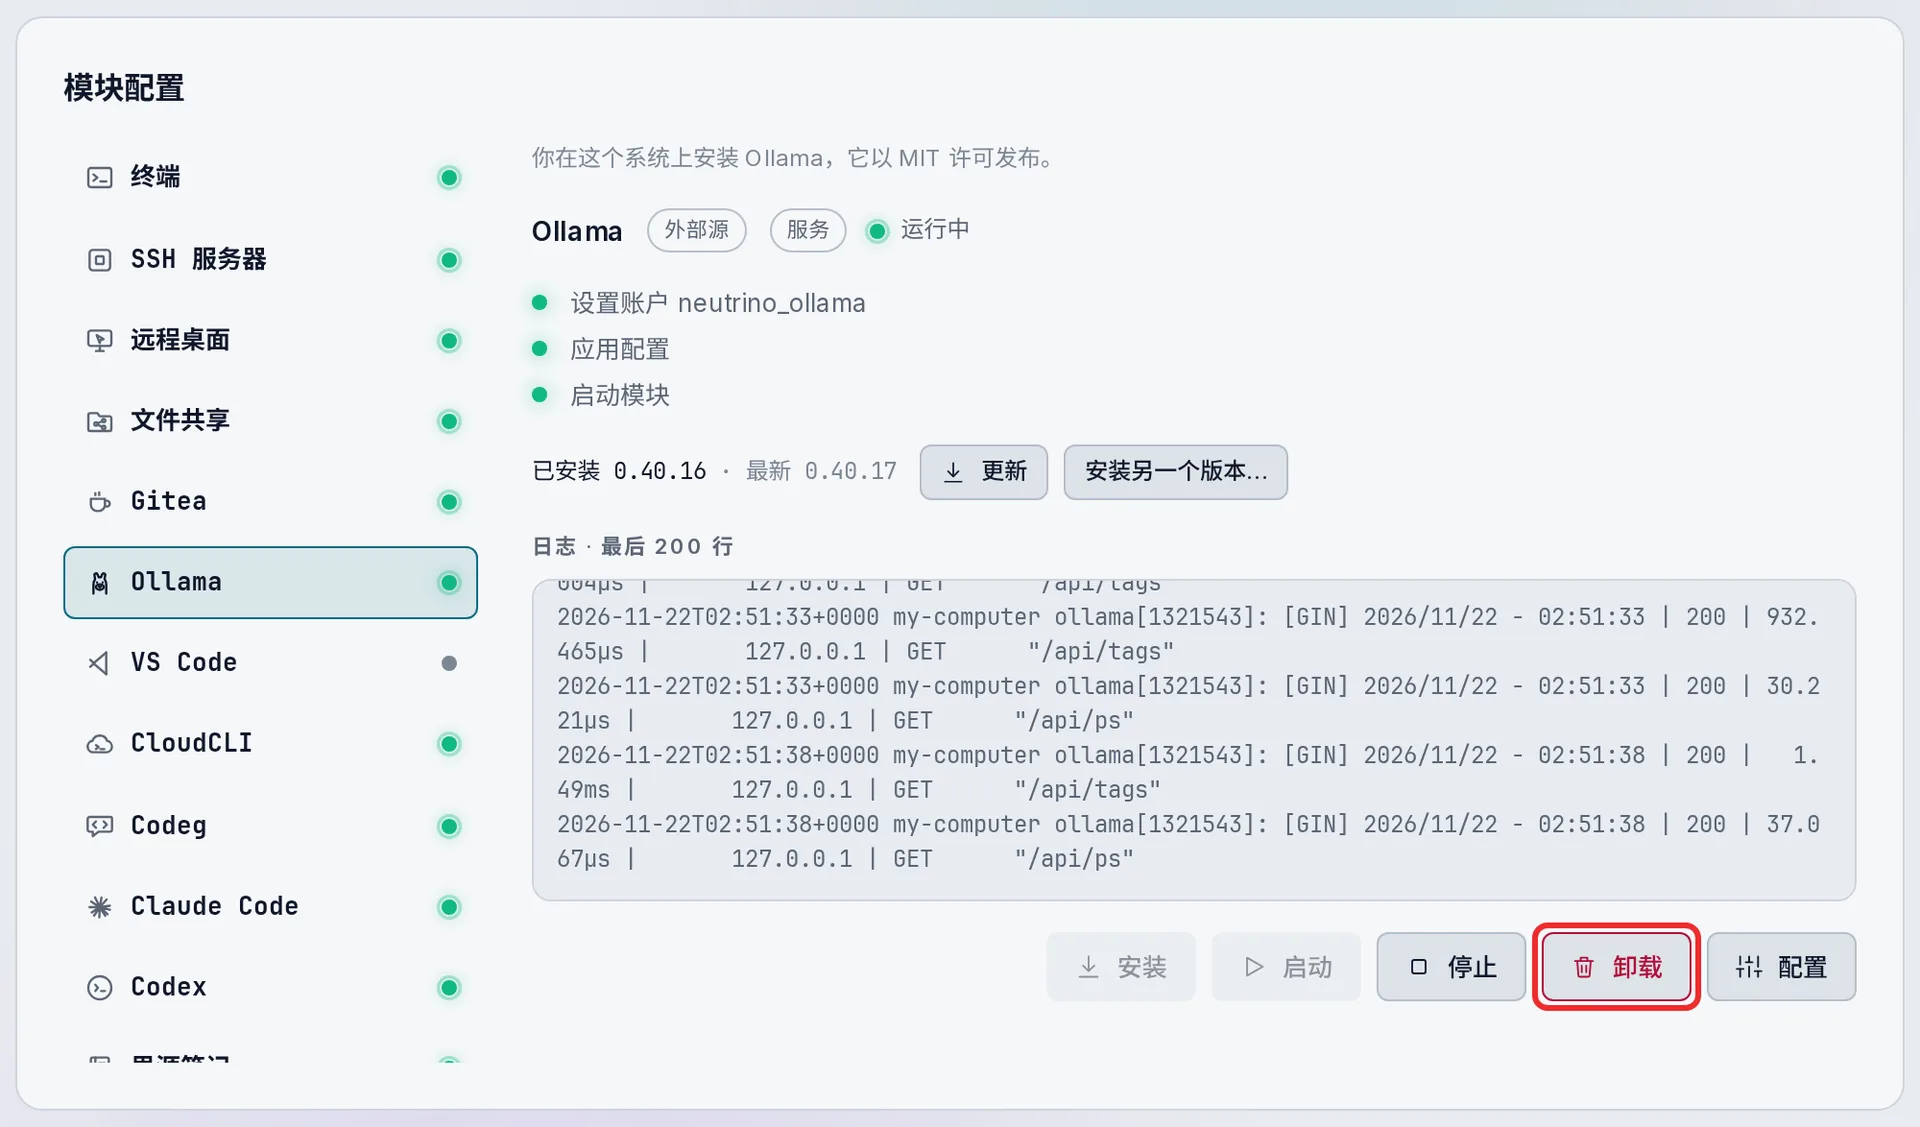 模块配置
终端
SSH 服务器
远程桌面
文件共享
Gitea
Ollama
VS Code
CloudCLI
Codeg
Claude Code
Codex
你在这个系统上安装 Ollama，它以 MIT 许可发布。
Ollama 外部源 服务 运行中
设置账户 neutrino_ollama
应用配置
启动模块
已安装 0.40.16 · 最新 0.40.17 更新 安装另一个版本…
日志 · 最后 200 行
004µs | 127.0.0.1 | GET "/api/tags"
2026-11-22T02:51:33+0000 my-computer ollama[1321543]: [GIN] 2026/11/22 - 02:51:33 | 200 | 932.
465µs | 127.0.0.1 | GET "/api/tags"
2026-11-22T02:51:33+0000 my-computer ollama[1321543]: [GIN] 2026/11/22 - 02:51:33 | 200 | 30.2
21µs | 127.0.0.1 | GET "/api/ps"
2026-11-22T02:51:38+0000 my-computer ollama[1321543]: [GIN] 2026/11/22 - 02:51:38 | 200 | 1.
49ms | 127.0.0.1 | GET "/api/tags"
2026-11-22T02:51:38+0000 my-computer ollama[1321543]: [GIN] 2026/11/22 - 02:51:38 | 200 | 37.0
67µs | 127.0.0.1 | GET "/api/ps"
安装 启动 停止 卸载 配置